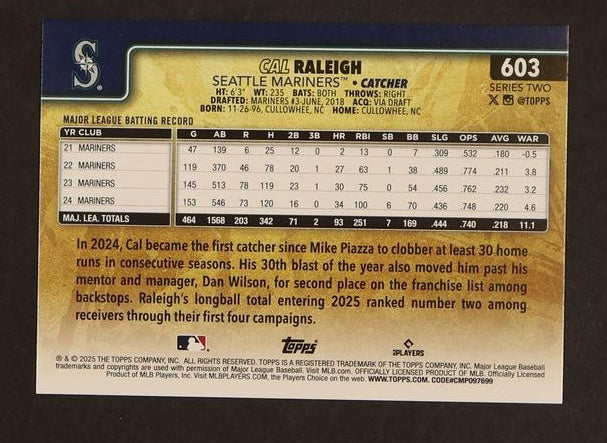 S
CAL RALEIGH
603
SEATTLE MARINERS™ • CATCHER
SERIES TWO
HT: 6'3" WT: 235 BATS: BOTH THROWS: RIGHT
@TOPPS
DRAFTED: MARINERS #3-JUNE, 2018 ACQ: VIA DRAFT
BORN: 11-26-96, CULLOWHEE, NC HOME: CULLOWHEE, NC
MAJOR LEAGUE BATTING RECORD
YR CLUB G AB R H 2B 3B HR RBI SB BB SLG OPS AVG WAR
21 MARINERS 47 139 6 25 12 0 2 13 0 7 .309 .532 .180 -0.5
22 MARINERS 119 370 46 78 20 1 27 63 1 38 .489 .774 .211 3.8
23 MARINERS 145 513 78 119 23 1 30 75 0 54 .456 .762 .232 3.2
24 MARINERS 153 546 73 120 16 0 34 100 6 70 .436 .748 .220 4.6
MAJ. LEA. TOTALS 464 1568 203 342 71 2 93 251 7 169 .444 .740 .218 11.1
In 2024, Cal became the first catcher since Mike Piazza to clobber at least 30 home
runs in consecutive seasons. His 30th blast of the year also moved him past his
mentor and manager, Dan Wilson, for second place on the franchise list among
backstops. Raleigh's longball total entering 2025 ranked number two among
receivers through their first four campaigns.
Topps
PLAYERS
® & © 2025 THE TOPPS COMPANY, INC. ALL RIGHTS RESERVED. TOPPS IS A REGISTERED TRADEMARK OF THE TOPPS COMPANY, INC. Major League Baseball
trademarks and copyrights are used with permission of Major League Baseball. Visit MLB.com. OFFICIALLY LICENSED PRODUCT OF MLB. Officially Licensed
Product of MLB Players, Inc. Visit MLBPLAYERS.COM, the Players Choice on the web. WWW.TOPPS.COM. CODE#CMP097699